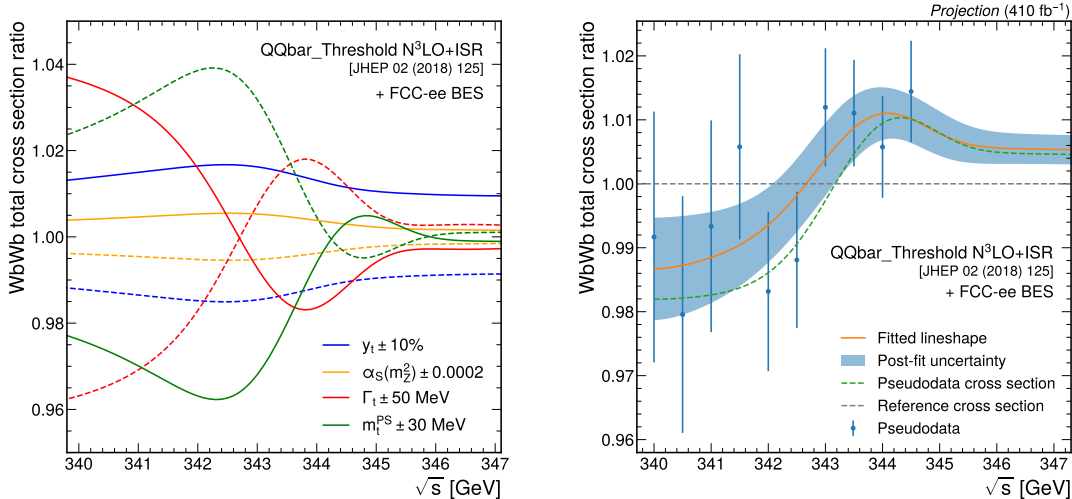 WbWb total cross section ratio
1.04
1.02
1.00
0.98
0.96
QQbar_Threshold N³LO+ISR
[JHEP 02 (2018) 125]
+ FCC-ee BES
yₜ ± 10%
α_S(m_Z²) ± 0.0002
Γₜ ± 50 MeV
mₜ^PS ± 30 MeV
340 341 342 343 344 345 346 347
√s [GeV]
Projection (410 fb⁻¹)
WbWb total cross section ratio
1.02
1.01
1.00
0.99
0.98
0.97
0.96
QQbar_Threshold N³LO+ISR
[JHEP 02 (2018) 125]
+ FCC-ee BES
Fitted lineshape
Post-fit uncertainty
Pseudodata cross section
Reference cross section
Pseudodata
340 341 342 343 344 345 346 347
√s [GeV]